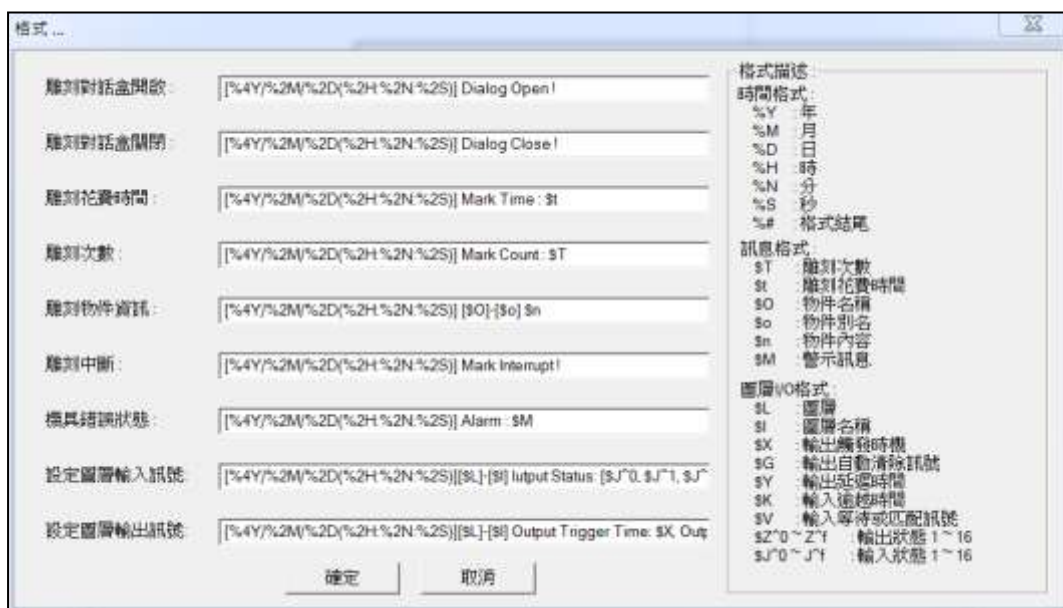 格式 ...
雕刻對話盒開啟 : [%4Y/%2M/%2D(%2H:%2N:%2S)] Dialog Open !
雕刻對話盒關閉 : [%4Y/%2M/%2D(%2H:%2N:%2S)] Dialog Close !
雕刻花費時間 : [%4Y/%2M/%2D(%2H:%2N:%2S)] Mark Time : $t
雕刻次數 : [%4Y/%2M/%2D(%2H:%2N:%2S)] Mark Count : $T
雕刻物件資訊 : [%4Y/%2M/%2D(%2H:%2N:%2S)] [$O]-[$o] $n
雕刻中斷 : [%4Y/%2M/%2D(%2H:%2N:%2S)] Mark Interrupt !
機具錯誤狀態 : [%4Y/%2M/%2D(%2H:%2N:%2S)] Alarm : $M
設定圖層輸入訊號: [%4Y/%2M/%2D(%2H:%2N:%2S)][$L]-[$l] Iutput Status: [$J^0, $J^1, $J^
設定圖層輸出訊號: [%4Y/%2M/%2D(%2H:%2N:%2S)][$L]-[$l] Output Trigger Time: $X, Outp
確定
取消
格式描述 :
時間格式 :
%Y : 年
%M : 月
%D : 日
%H : 時
%N : 分
%S : 秒
%# : 格式結尾
訊息格式 :
$T : 雕刻次數
$t : 雕刻花費時間
$O : 物件名稱
$o : 物件別名
$n : 物件內容
$M : 警示訊息
圖層I/O格式 :
$L : 圖層
$l : 圖層名稱
$X : 輸出觸發時機
$G : 輸出自動清除訊號
$Y : 輸出延遲時間
$K : 輸入逾越時間
$V : 輸入等待或匹配訊號
$Z^0 ~ Z^f : 輸出狀態 1 ~ 16
$J^0 ~ J^f : 輸入狀態 1 ~ 16